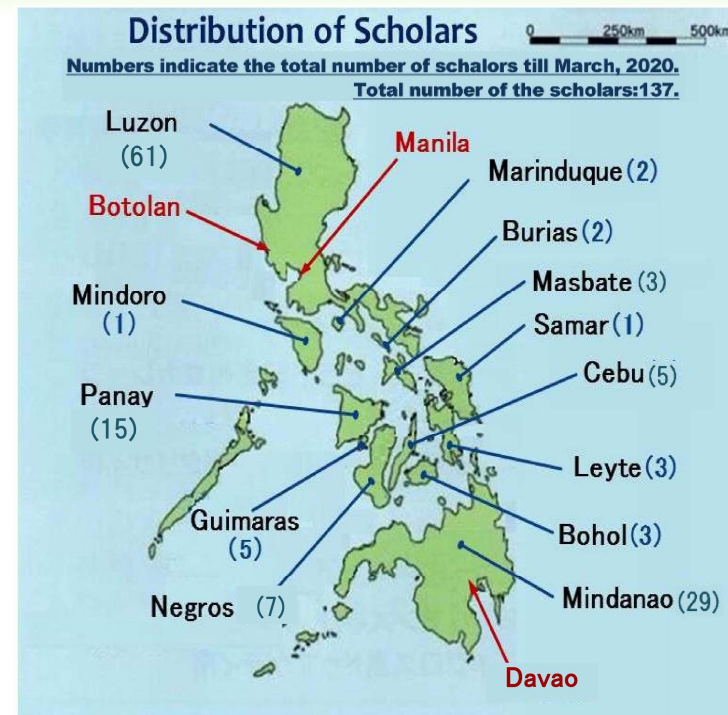 Distribution of Scholars
0 250km 500km
Numbers indicate the total number of schalors till March, 2020.
Total number of the scholars:137.
Luzon
(61)
Manila
Marinduque(2)
Botolan
Burias(2)
Mindoro
(1)
Masbate(3)
Samar(1)
Cebu(5)
Panay
(15)
Leyte(3)
Guimaras
(5)
Bohol(3)
Negros (7)
Mindanao(29)
Davao